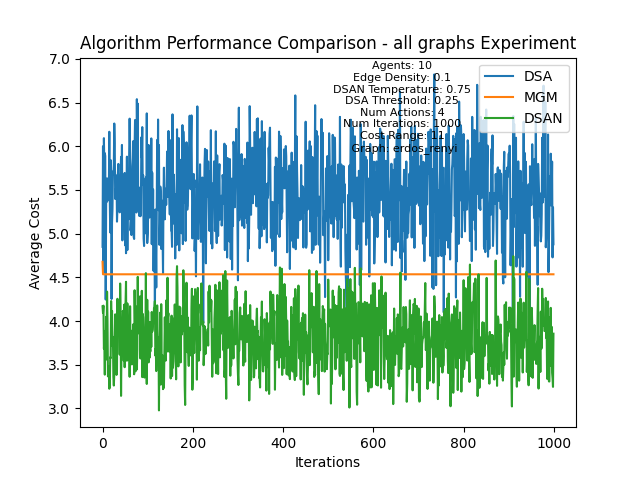 Algorithm Performance Comparison - all graphs Experiment
Agents: 10
Edge Density: 0.1
DSAN Temperature: 0.75
DSA Threshold: 0.25
Num Actions: 4
Num Iterations: 1000
Cost Range: 11
Graph: erdos_renyi
DSA
MGM
DSAN
7.0
6.5
6.0
5.5
5.0
4.5
4.0
3.5
3.0
Average Cost
0
200
400
600
800
1000
Iterations